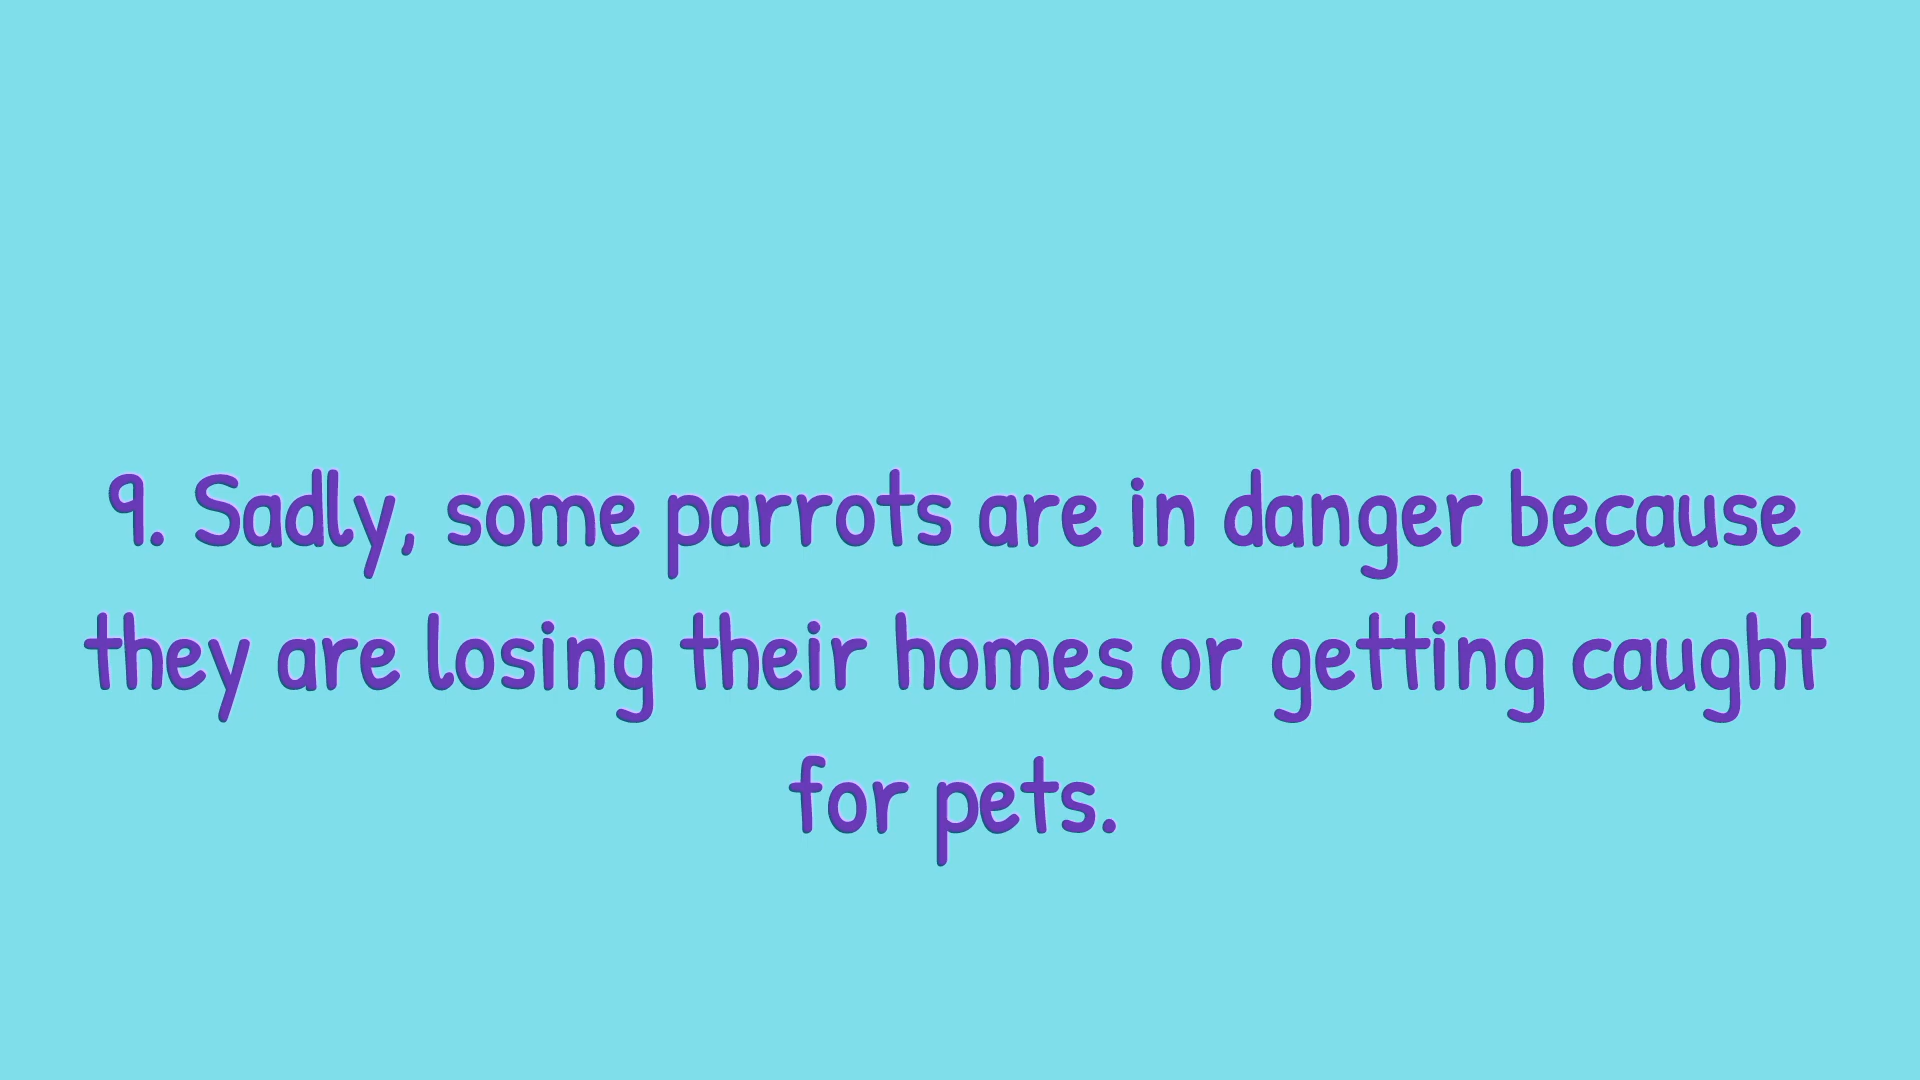 9. Sadly, some parrots are in danger because
they are losing their homes or getting caught
for pets.